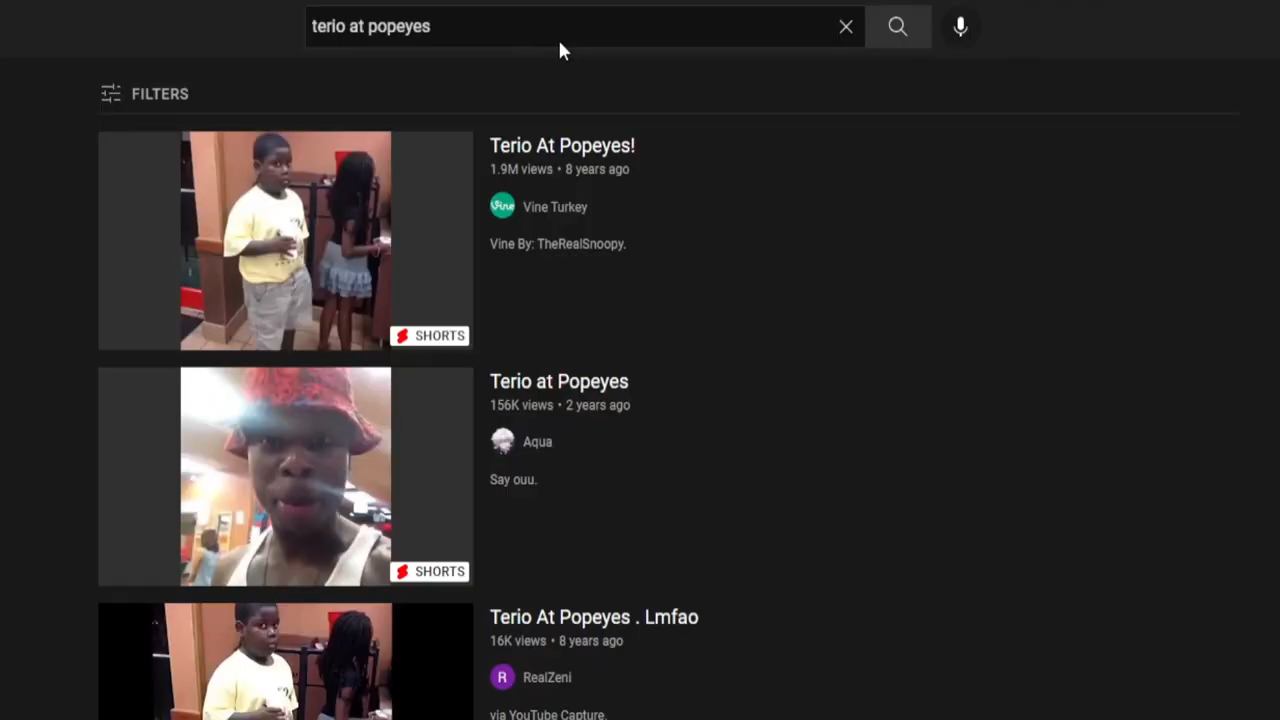 terio at popeyes
FILTERS
Terio At Popeyes!
1.9M views • 8 years ago
Vine
Vine Turkey
Vine By: TheRealSnoopy.
SHORTS
Terio at Popeyes
156K views • 2 years ago
Aqua
Say ouu.
SHORTS
Terio At Popeyes . Lmfao
16K views • 8 years ago
R
RealZeni
via YouTube Capture.